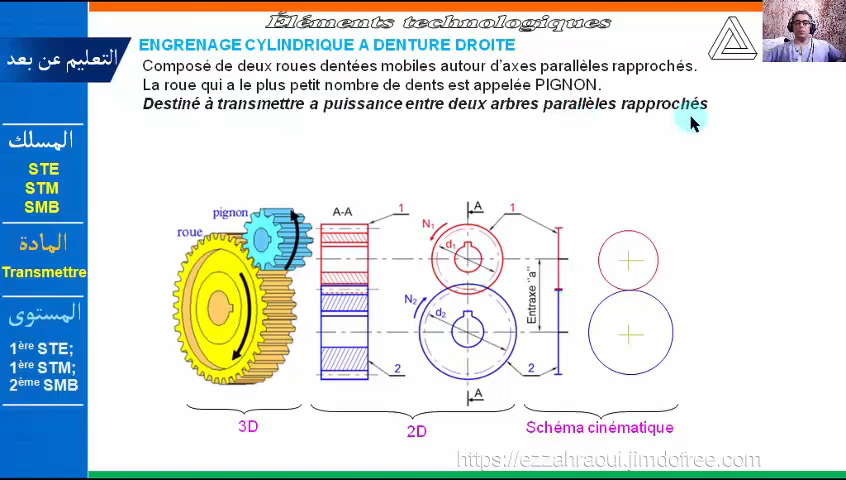 Éléments technologiques
التعليم عن بعد
ENGRENAGE CYLINDRIQUE A DENTURE DROITE
Composé de deux roues dentées mobiles autour d'axes parallèles rapprochés.
La roue qui a le plus petit nombre de dents est appelée PIGNON.
Destiné à transmettre a puissance entre deux arbres parallèles rapprochés
المسلك
STE
STM
SMB
المادة
Transmettre
المستوى
1ère STE;
1ère STM;
2ème SMB
pignon
roue
A-A
1
2
A
1
N1
d1
N2
d2
2
A
Entraxe "a"
3D
2D
Schéma cinématique
https://ezzahraoui.jimdofree.com